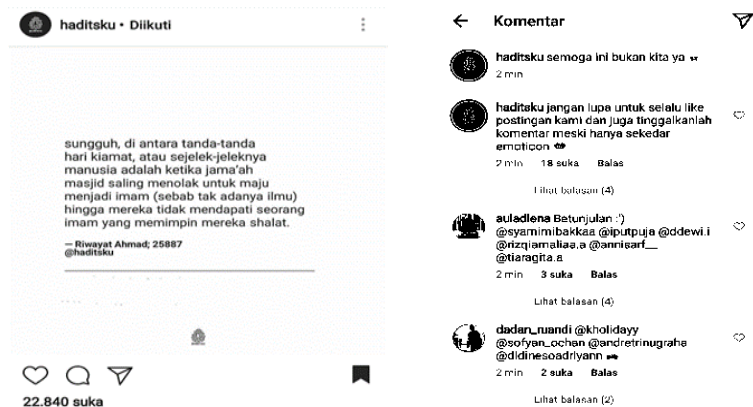 haditsku • Diikuti
sungguh, di antara tanda-tanda
hari kiamat, atau sejelek-jeleknya
manusia adalah ketika jama'ah
masjid saling menolak untuk maju
menjadi imam (sebab tak adanya ilmu)
hingga mereka tidak mendapati seorang
imam yang memimpin mereka shalat.
— Riwayat Ahmad; 25887
@haditsku
22.840 suka
Komentar
haditsku semoga ini bukan kita ya
2 min
haditsku jangan lupa untuk selalu like
postingan kami dan juga tinggalkanlah
komentar meski hanya sekedar
emoticon
2 min 18 suka Balas
Lihat balasan (4)
auladiena Betunjulan :')
@syamimibakkaa @iputpuja @ddewi.i
@rizqiamaliaa.a @annisarf__
@tiaragita.a
2 min 3 suka Balas
Lihat balasan (4)
dadan_ruandi @kholidayy
@sofyan_ochan @andretrinugraha
@didinesoadriyann
2 min 2 suka Balas
Lihat balasan (2)